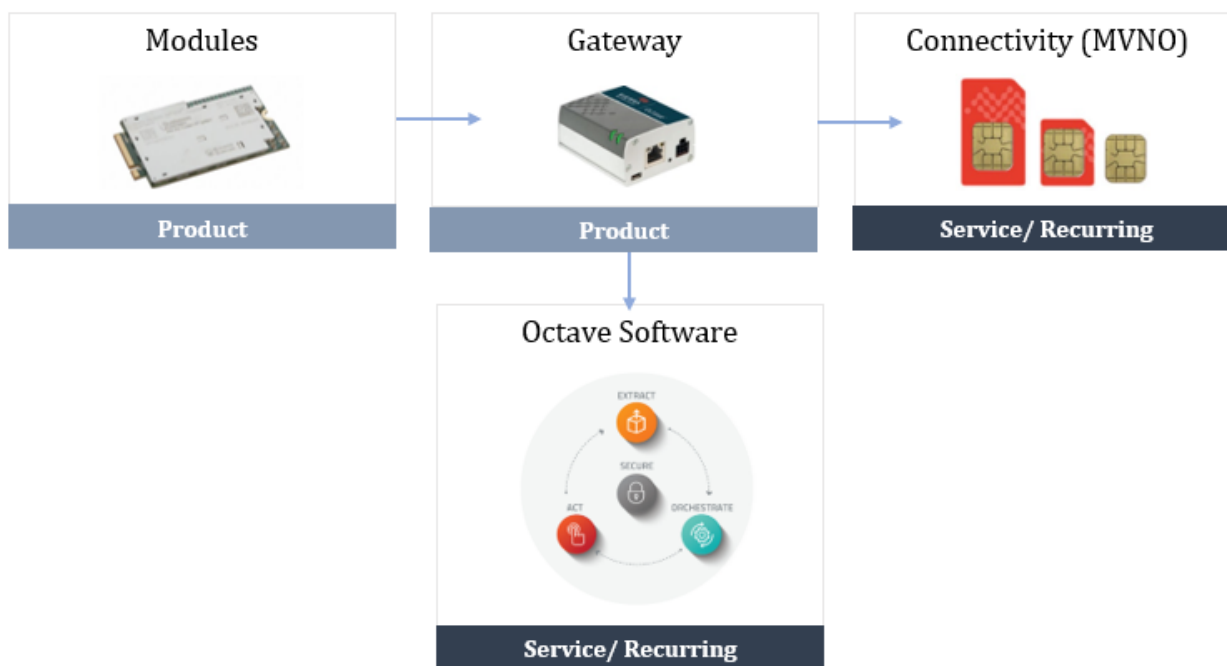 Modules
Gateway
Connectivity (MVNO)
Product
Product
Service/ Recurring
Octave Software
EXTRACT
SECURE
ACT
ORCHESTRATE
Service/ Recurring